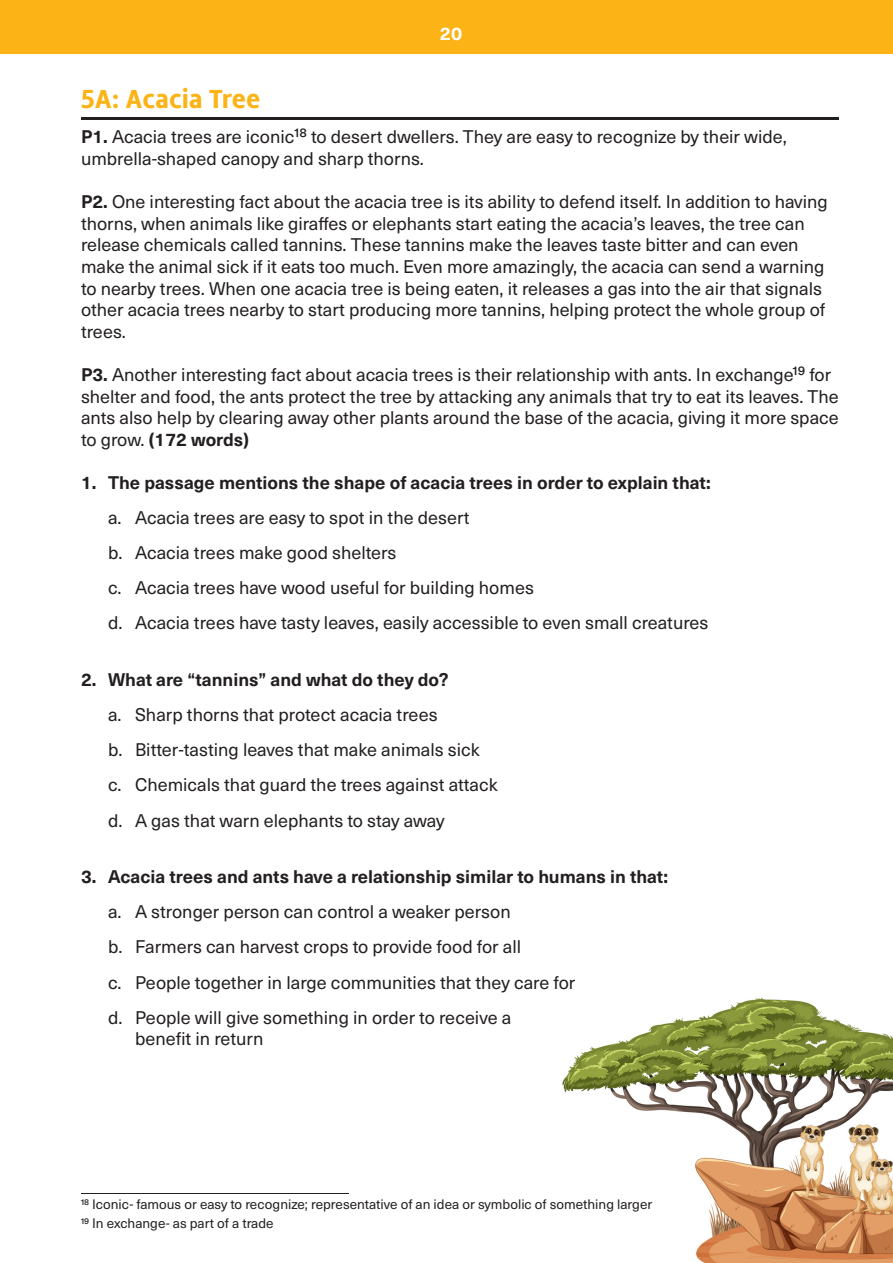 20
5A: Acacia Tree
P1. Acacia trees are iconic¹⁸ to desert dwellers. They are easy to recognize by their wide,
umbrella-shaped canopy and sharp thorns.
P2. One interesting fact about the acacia tree is its ability to defend itself. In addition to having
thorns, when animals like giraffes or elephants start eating the acacia’s leaves, the tree can
release chemicals called tannins. These tannins make the leaves taste bitter and can even
make the animal sick if it eats too much. Even more amazingly, the acacia can send a warning
to nearby trees. When one acacia tree is being eaten, it releases a gas into the air that signals
other acacia trees nearby to start producing more tannins, helping protect the whole group of
trees.
P3. Another interesting fact about acacia trees is their relationship with ants. In exchange¹⁹ for
shelter and food, the ants protect the tree by attacking any animals that try to eat its leaves. The
ants also help by clearing away other plants around the base of the acacia, giving it more space
to grow. (172 words)
1. The passage mentions the shape of acacia trees in order to explain that:
a. Acacia trees are easy to spot in the desert
b. Acacia trees make good shelters
c. Acacia trees have wood useful for building homes
d. Acacia trees have tasty leaves, easily accessible to even small creatures
2. What are “tannins” and what do they do?
a. Sharp thorns that protect acacia trees
b. Bitter-tasting leaves that make animals sick
c. Chemicals that guard the trees against attack
d. A gas that warn elephants to stay away
3. Acacia trees and ants have a relationship similar to humans in that:
a. A stronger person can control a weaker person
b. Farmers can harvest crops to provide food for all
c. People together in large communities that they care for
d. People will give something in order to receive a
benefit in return
¹⁸ Iconic- famous or easy to recognize; representative of an idea or symbolic of something larger
¹⁹ In exchange- as part of a trade